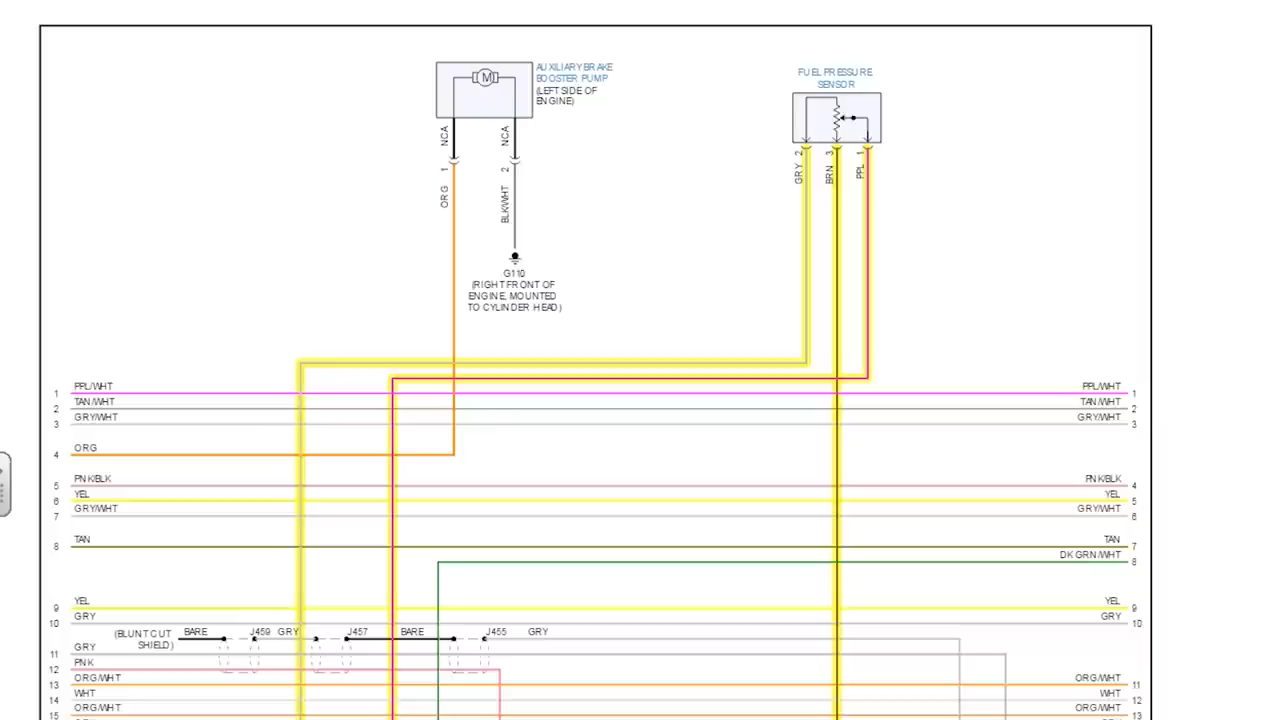 AUXILIARY BRAKE
BOOSTER PUMP
(LEFT SIDE OF
ENGINE)
M
FUEL PRESSURE
SENSOR
NCA
NCA
1
2
ORG
BLK/WHT
2
3
1
GRY
BRN
PPL
G110
(RIGHT FRONT OF
ENGINE, MOUNTED
TO CYLINDER HEAD)
1 PPL/WHT PPL/WHT 1
2 TAN/WHT TAN/WHT 2
3 GRY/WHT GRY/WHT 3
4 ORG
5 PNK/BLK PNK/BLK 4
6 YEL YEL 5
7 GRY/WHT GRY/WHT 6
8 TAN TAN 7
DK GRN/WHT 8
9 YEL YEL 9
10 GRY GRY 10
(BLUNT CUT BARE J459 GRY J457 BARE J455 GRY
SHIELD)
11 GRY
12 PNK
13 ORG/WHT ORG/WHT 11
14 WHT WHT 12
15 ORG/WHT ORG/WHT 13